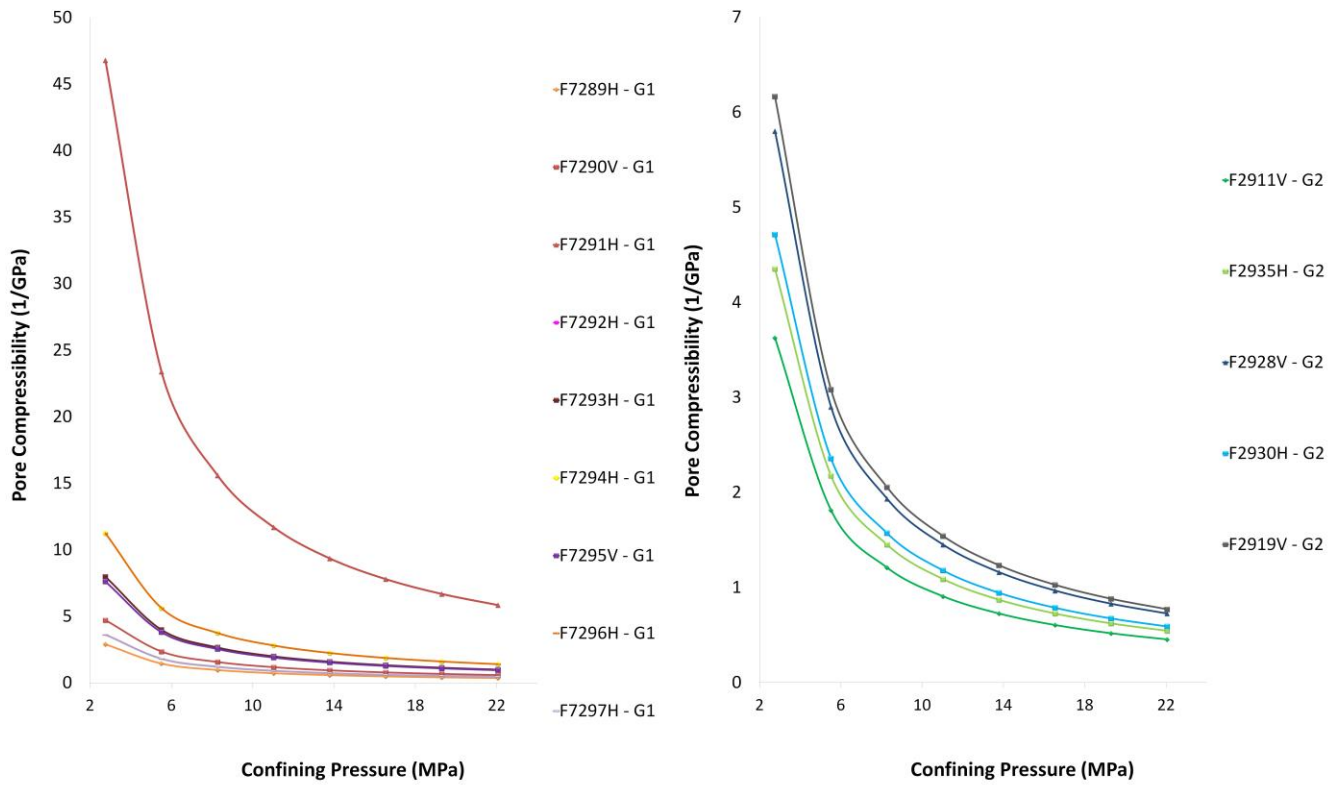 50
45
40
35
30
25
20
15
10
5
0
Pore Compressibility (1/GPa)
2 6 10 14 18 22
Confining Pressure (MPa)
F7289H - G1
F7290V - G1
F7291H - G1
F7292H - G1
F7293H - G1
F7294H - G1
F7295V - G1
F7296H - G1
F7297H - G1
7
6
5
4
3
2
1
0
Pore Compressibility (1/GPa)
2 6 10 14 18 22
Confining Pressure (MPa)
F2911V - G2
F2935H - G2
F2928V - G2
F2930H - G2
F2919V - G2